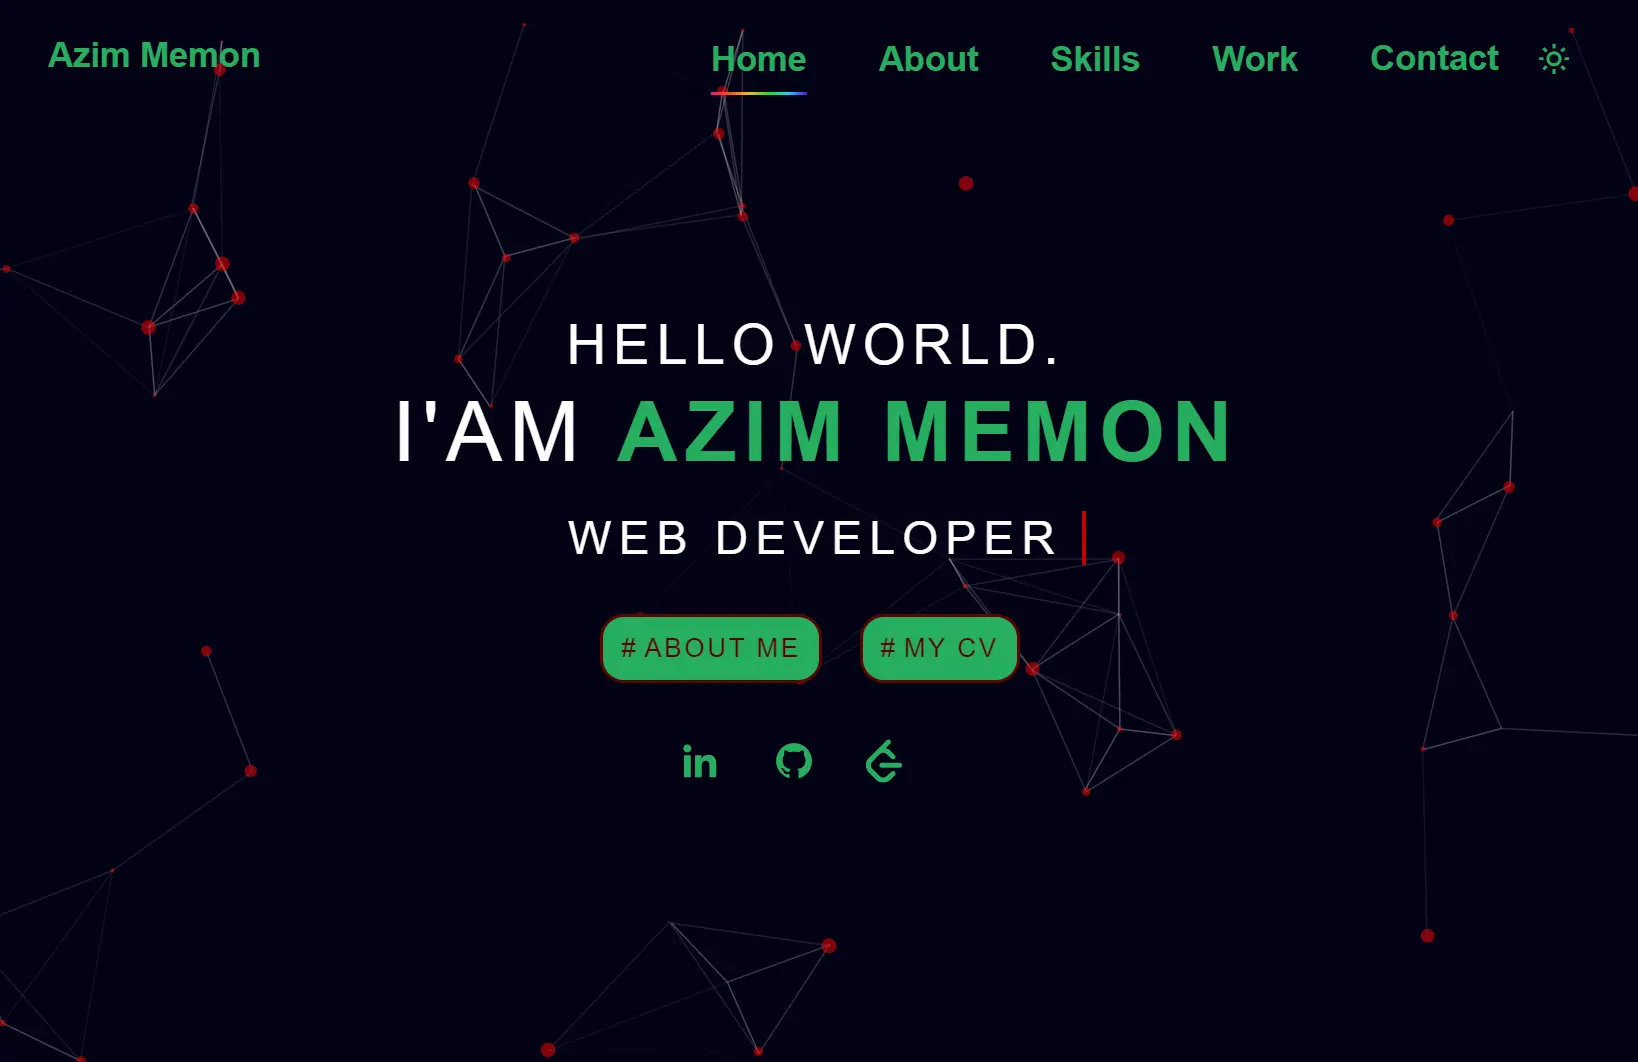 Azim Memon Home About Skills Work Contact
HELLO WORLD.
I'AM AZIM MEMON
WEB DEVELOPER
# ABOUT ME # MY CV
in